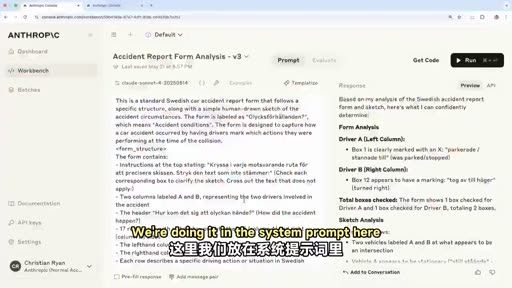 Anthropic Console
Anthropic Console
ANTHROP\C
Default
Dashboard
Workbench
Batches
Documentation
API keys
Settings
Christian Ryan
Accident Report Form Analysis - v3
Prompt
Evaluate
Get Code
Run
claude-sonnet-4-20250514
Examples
Templatize
This is a standard Swedish car accident report form that follows a
specific structure, along with a simple human-drawn sketch of the
accident circumstances. The form is labeled as "Olycksförhållanden?",
which means "Accident conditions". The form is designed to capture how
a car accident occurred by having drivers mark which actions they were
performing at the time of the collision.
<form_structure>
The form contains:
- Instructions at the top stating: "Kryssa i varje motsvarande ruta för
att precisera skissen. Stryk den text som inte stämmer" (Check each
corresponding box to clarify the sketch. Cross out the text that does not
apply.)
- Two columns labeled A and B, representing the two drivers involved in
the accident
- The header "Hur kom det sig att olyckan hände?" (How did the accident
happen?)
- 17
- The lefthand
- The righthand
- Each row describes a specific driving action or situation in Swedish
Pre-fill response
Add message pair
Response
Preview
API
Based on my analysis of the Swedish accident report
form and sketch, here's what I can confidently
determine:
Form Analysis
Driver A (Left Column):
• Box 1 is clearly marked with an X: "parkerade /
stannade till" (was parked/stopped)
Driver B (Right Column):
• Box 12 appears to have a marking: "tog av till höger"
(turned right)
Total boxes checked: The form shows 1 box checked
for Driver A, 1 checked for Driver B, totaling 2 boxes.
Sketch Analysis
• Two vehicles labeled A and B at what appears to be
an intersection
Add to Conversation
We're doing it in the system prompt here
这里我们放在系统提示词里